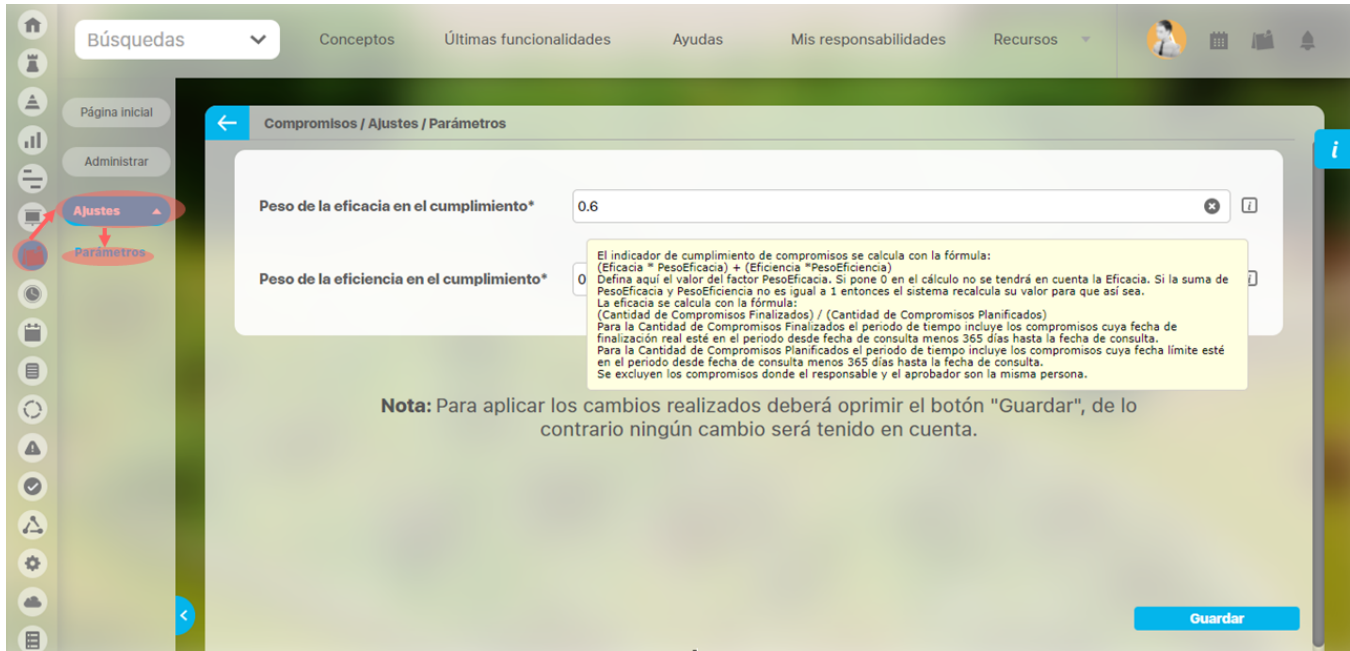 Búsquedas
Conceptos
Últimas funcionalidades
Ayudas
Mis responsabilidades
Recursos
Página inicial
Administrar
Ajustes
Parámetros
Compromisos / Ajustes / Parámetros
Peso de la eficacia en el cumplimiento*
0.6
Peso de la eficiencia en el cumplimiento*
0
El indicador de cumplimiento de compromisos se calcula con la fórmula:
(Eficacia * PesoEficacia) + (Eficiencia *PesoEficiencia)
Defina aquí el valor del factor PesoEficacia. Si pone 0 en el cálculo no se tendrá en cuenta la Eficacia. Si la suma de
PesoEficacia y PesoEficiencia no es igual a 1 entonces el sistema recalcula su valor para que así sea.
La eficacia se calcula con la fórmula:
(Cantidad de Compromisos Finalizados) / (Cantidad de Compromisos Planificados)
Para la Cantidad de Compromisos Finalizados el periodo de tiempo incluye los compromisos cuya fecha de
finalización real esté en el periodo desde fecha de consulta menos 365 días hasta la fecha de consulta.
Para la Cantidad de Compromisos Planificados el periodo de tiempo incluye los compromisos cuya fecha límite esté
en el periodo desde fecha de consulta menos 365 días hasta la fecha de consulta.
Se excluyen los compromisos donde el responsable y el aprobador son la misma persona.
Nota: Para aplicar los cambios realizados deberá oprimir el botón "Guardar", de lo
contrario ningún cambio será tenido en cuenta.
Guardar